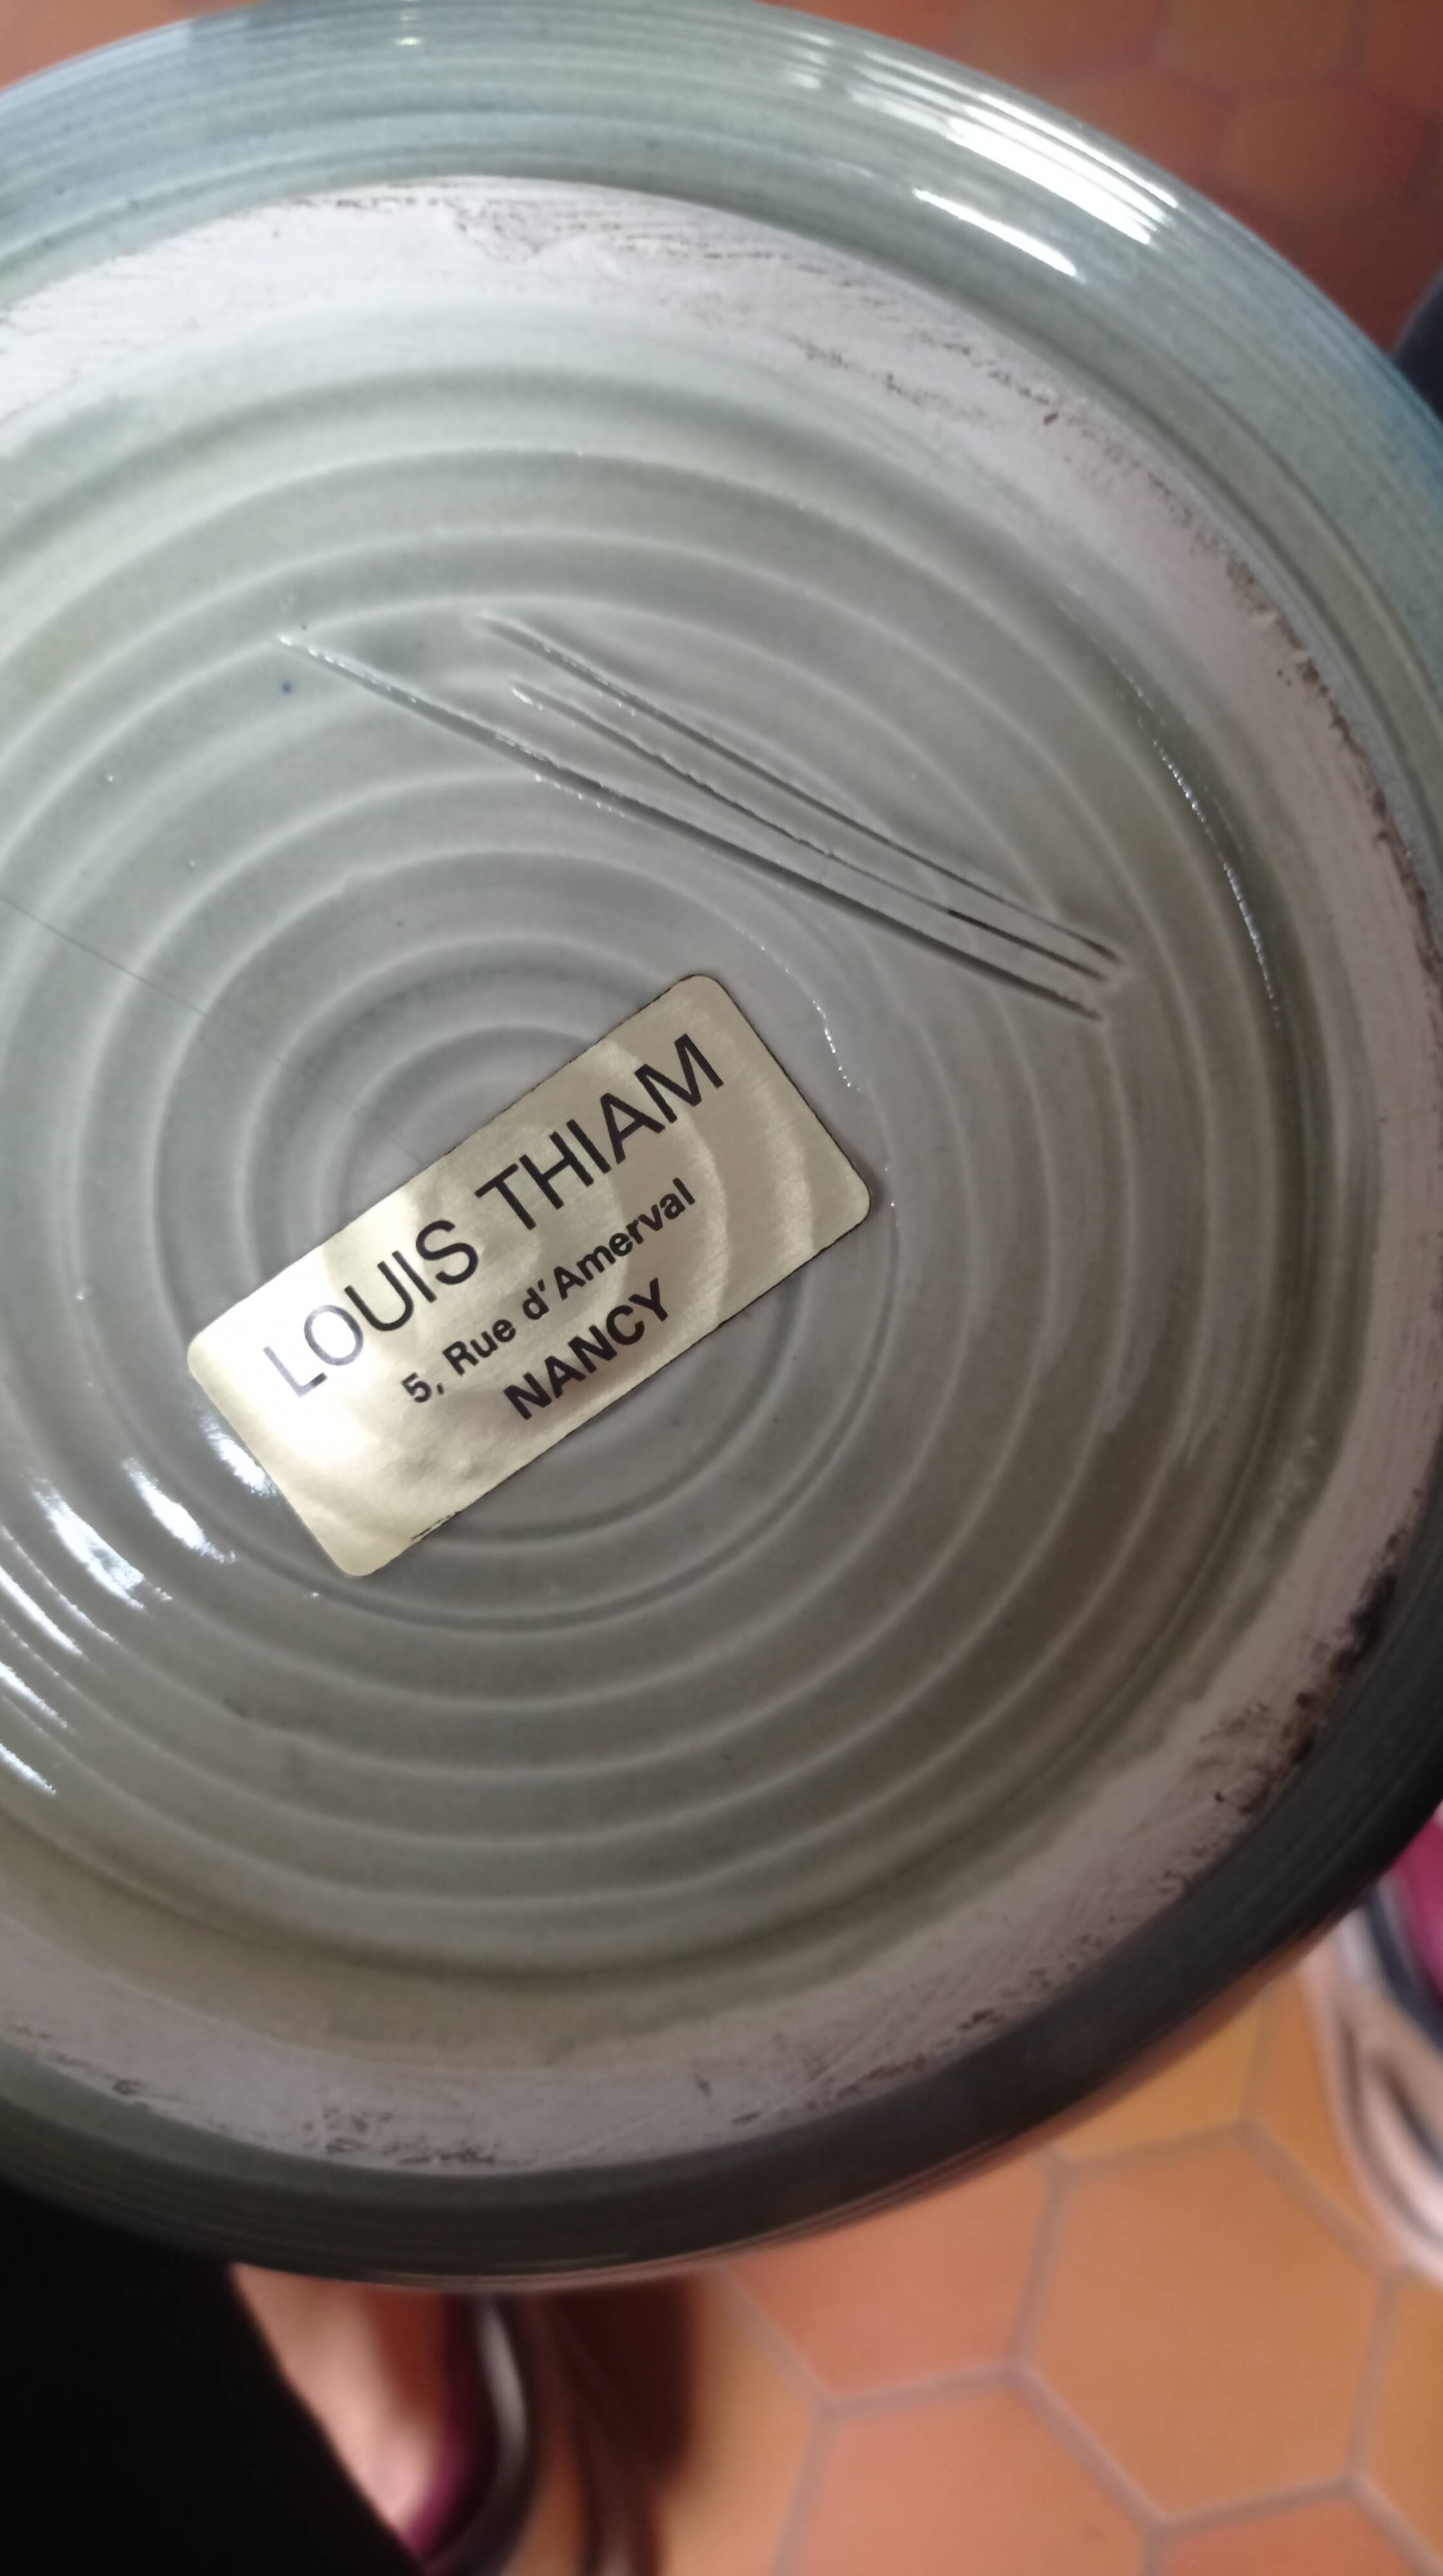 LOUIS THIAM
5, Rue d'Amerval
NANCY